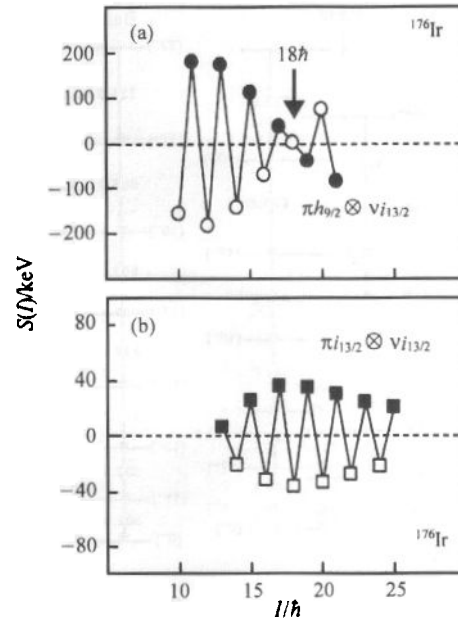 (a)
¹⁷⁶Ir
18ħ
πh₉/₂ ⊗ νi₁₃/₂
200
100
0
−100
−200
S(I)/keV
(b)
πi₁₃/₂ ⊗ νi₁₃/₂
¹⁷⁶Ir
80
40
0
−40
−80
10 15 20 25
I/ħ